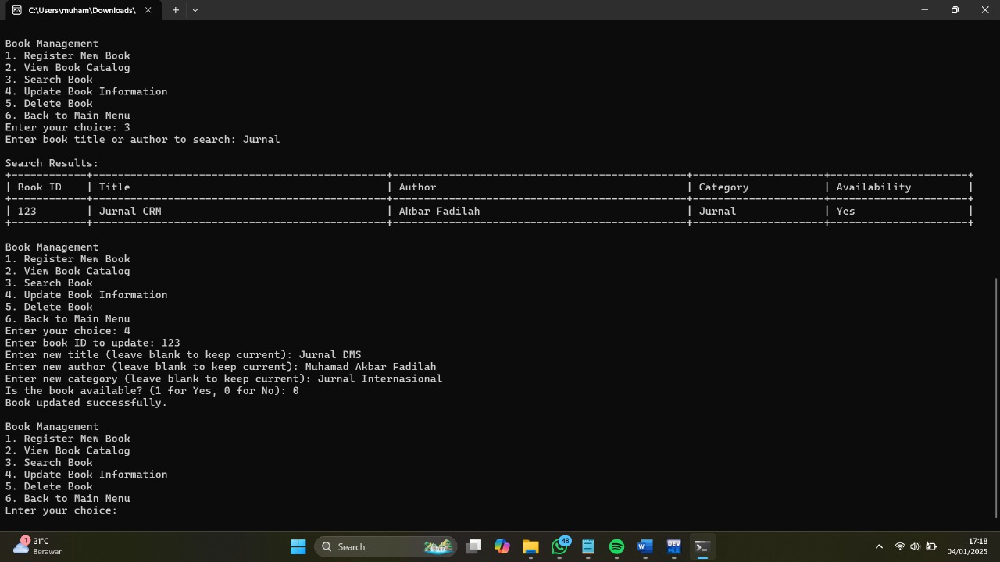 C:\Users\muham\Downloads\
Book Management
1. Register New Book
2. View Book Catalog
3. Search Book
4. Update Book Information
5. Delete Book
6. Back to Main Menu
Enter your choice: 3
Enter book title or author to search: Jurnal
Search Results:
+------------+-----------------------------------------------+-----------------------------------------------+---------------------+----------------------+
| Book ID | Title | Author | Category | Availability |
+------------+-----------------------------------------------+-----------------------------------------------+---------------------+----------------------+
| 123 | Jurnal CRM | Akbar Fadilah | Jurnal | Yes |
+------------+-----------------------------------------------+-----------------------------------------------+---------------------+----------------------+
Book Management
1. Register New Book
2. View Book Catalog
3. Search Book
4. Update Book Information
5. Delete Book
6. Back to Main Menu
Enter your choice: 4
Enter book ID to update: 123
Enter new title (leave blank to keep current): Jurnal DMS
Enter new author (leave blank to keep current): Muhamad Akbar Fadilah
Enter new category (leave blank to keep current): Jurnal Internasional
Is the book available? (1 for Yes, 0 for No): 0
Book updated successfully.
Book Management
1. Register New Book
2. View Book Catalog
3. Search Book
4. Update Book Information
5. Delete Book
6. Back to Main Menu
Enter your choice:
1
31°C
Berawan
Search
48
W
DEV
17:18
04/01/2025